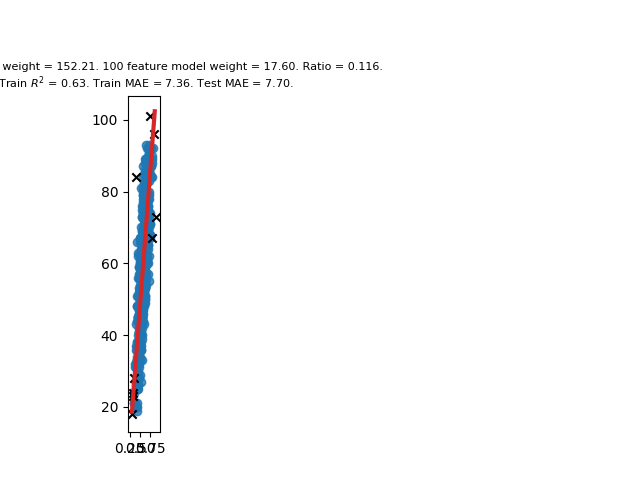 weight = 152.21. 100 feature model weight = 17.60. Ratio = 0.116.
Train R² = 0.63. Train MAE = 7.36. Test MAE = 7.70.
100
80
60
40
20